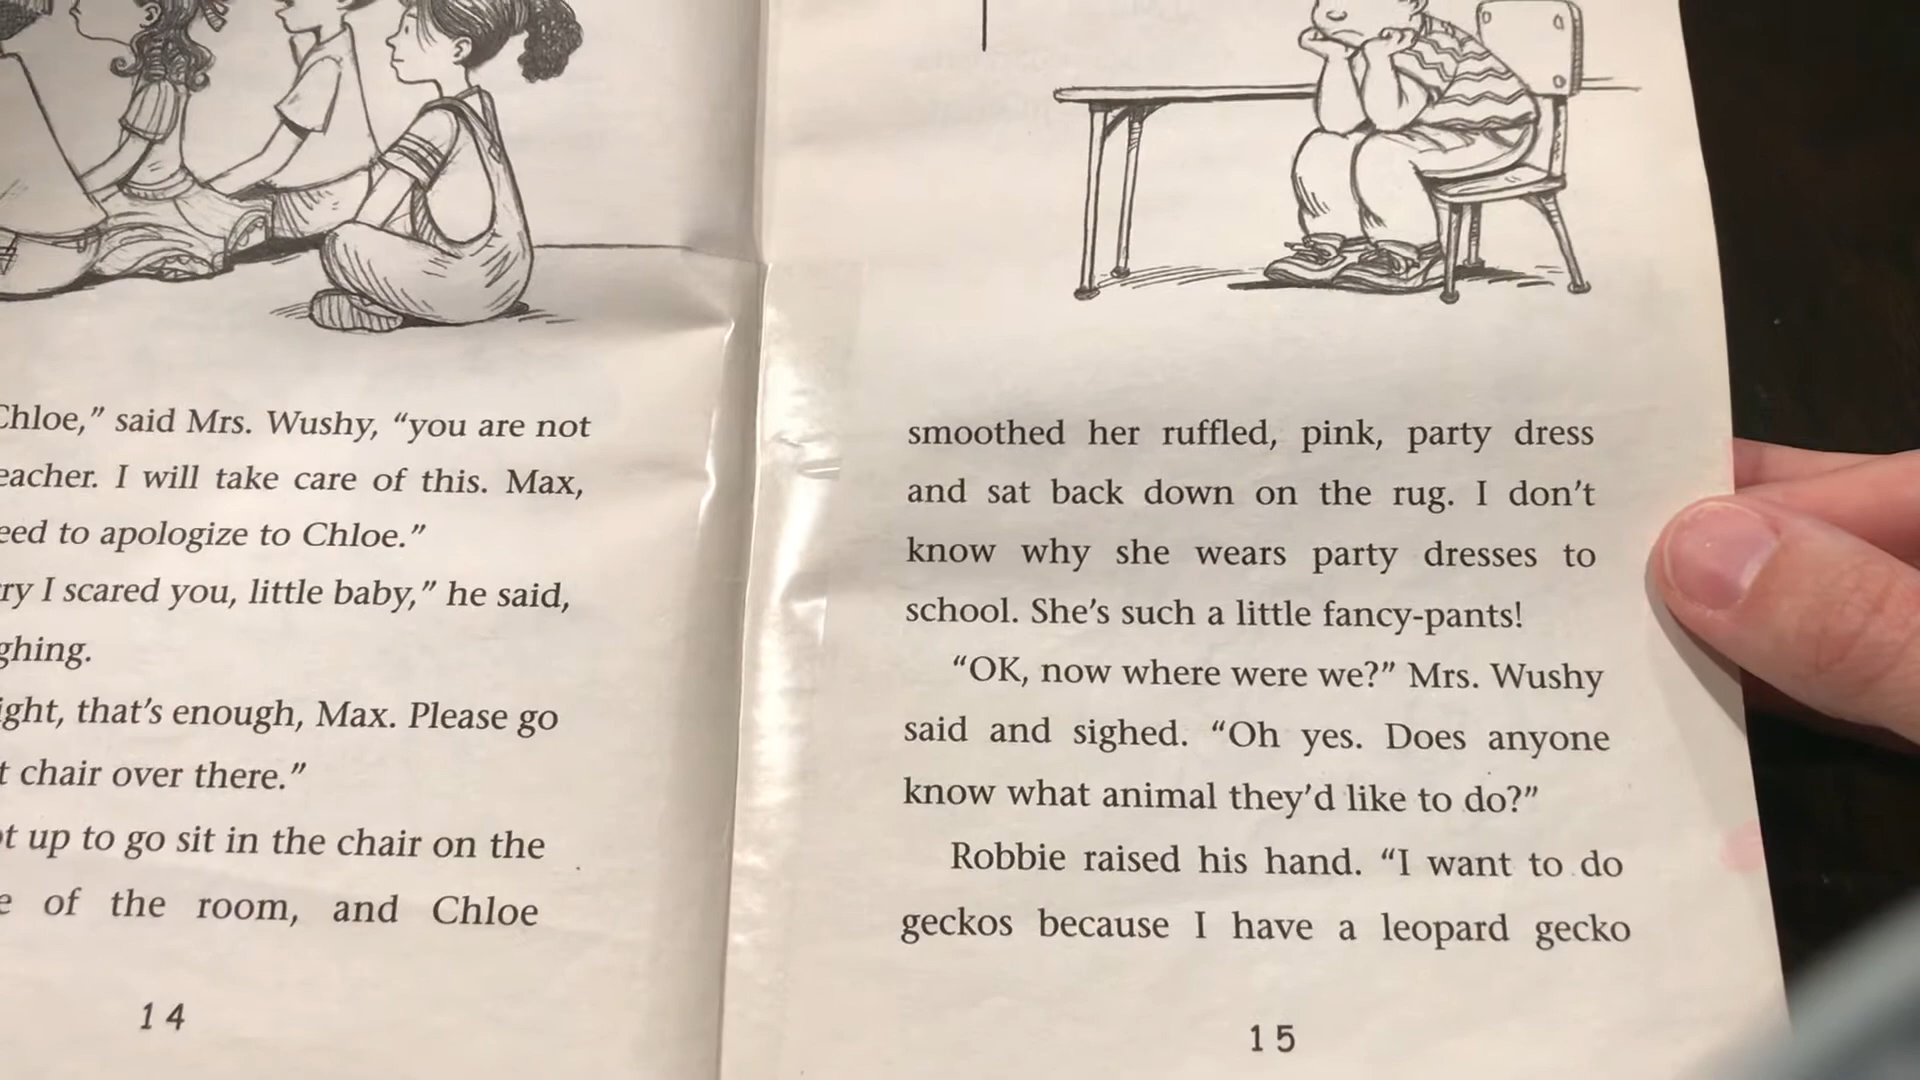 Chloe,” said Mrs. Wushy, “you are not
eacher. I will take care of this. Max,
eed to apologize to Chloe.”
ry I scared you, little baby,” he said,
ghing.
ight, that’s enough, Max. Please go
t chair over there.”
t up to go sit in the chair on the
e of the room, and Chloe
14
smoothed her ruffled, pink, party dress
and sat back down on the rug. I don’t
know why she wears party dresses to
school. She’s such a little fancy-pants!
“OK, now where were we?” Mrs. Wushy
said and sighed. “Oh yes. Does anyone
know what animal they’d like to do?”
Robbie raised his hand. “I want to do
geckos because I have a leopard gecko
15